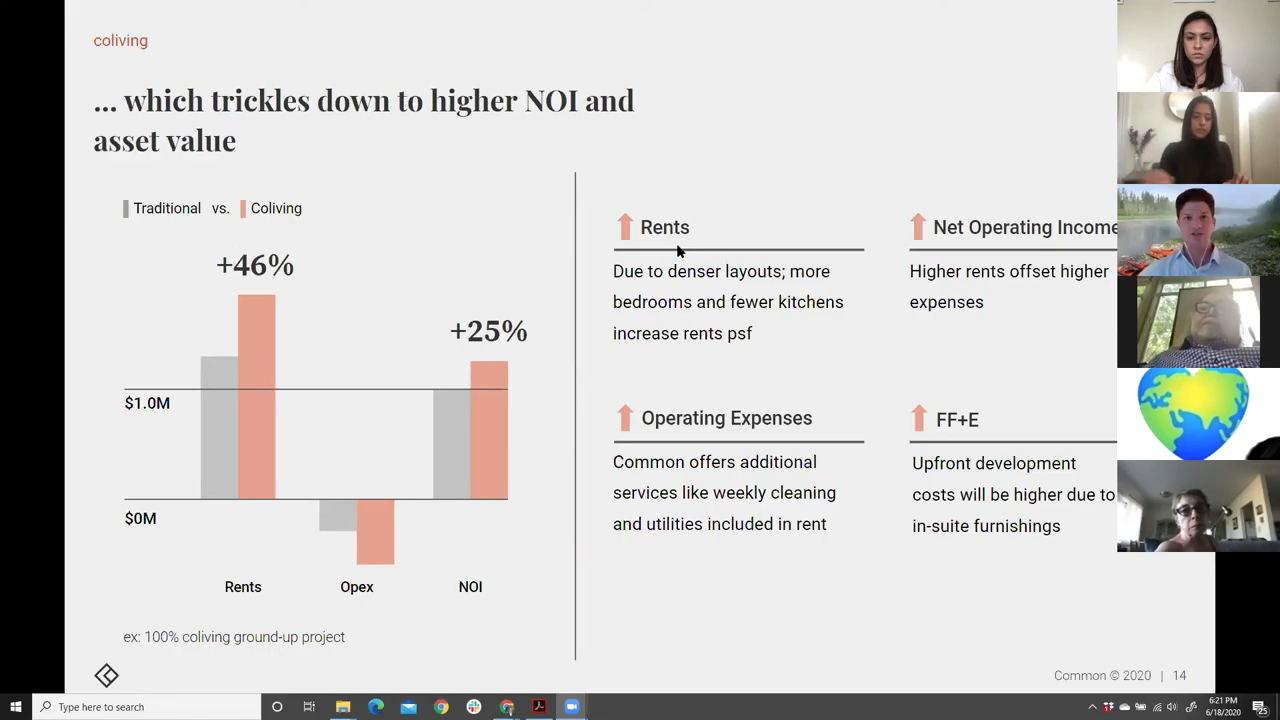 coliving
... which trickles down to higher NOI and
asset value
Traditional vs. Coliving
+46%
+25%
$1.0M
$0M
Rents
Opex
NOI
ex: 100% coliving ground-up project
Rents
Due to denser layouts; more
bedrooms and fewer kitchens
increase rents psf
Net Operating Income
Higher rents offset higher
expenses
Operating Expenses
Common offers additional
services like weekly cleaning
and utilities included in rent
FF+E
Upfront development
costs will be higher due to
in-suite furnishings
Common © 2020 | 14
Type here to search
6:21 PM
6/18/2020
25